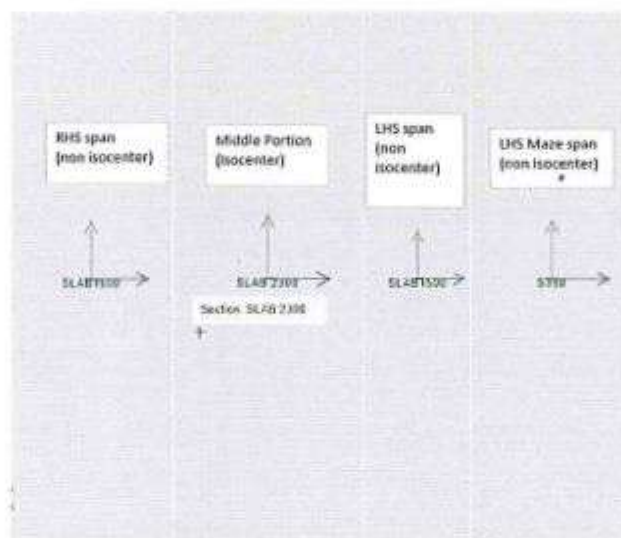 RHS span
(non isocenter)
Middle Portion
(Isocenter)
LHS span
(non
isocenter)
LHS Maze span
(non isocenter)
SLAB 2300
SLAB 1500
Section SLAB 2300